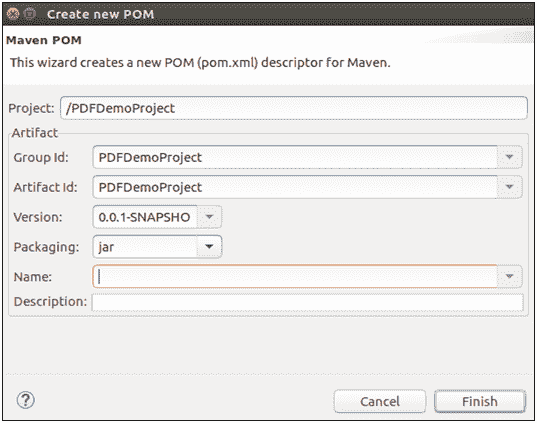 Create new POM
Maven POM
This wizard creates a new POM (pom.xml) descriptor for Maven.
Project: /PDFDemoProject
Artifact
Group Id: PDFDemoProject
Artifact Id: PDFDemoProject
Version: 0.0.1-SNAPSHO
Packaging: jar
Name:
Description:
? Cancel Finish